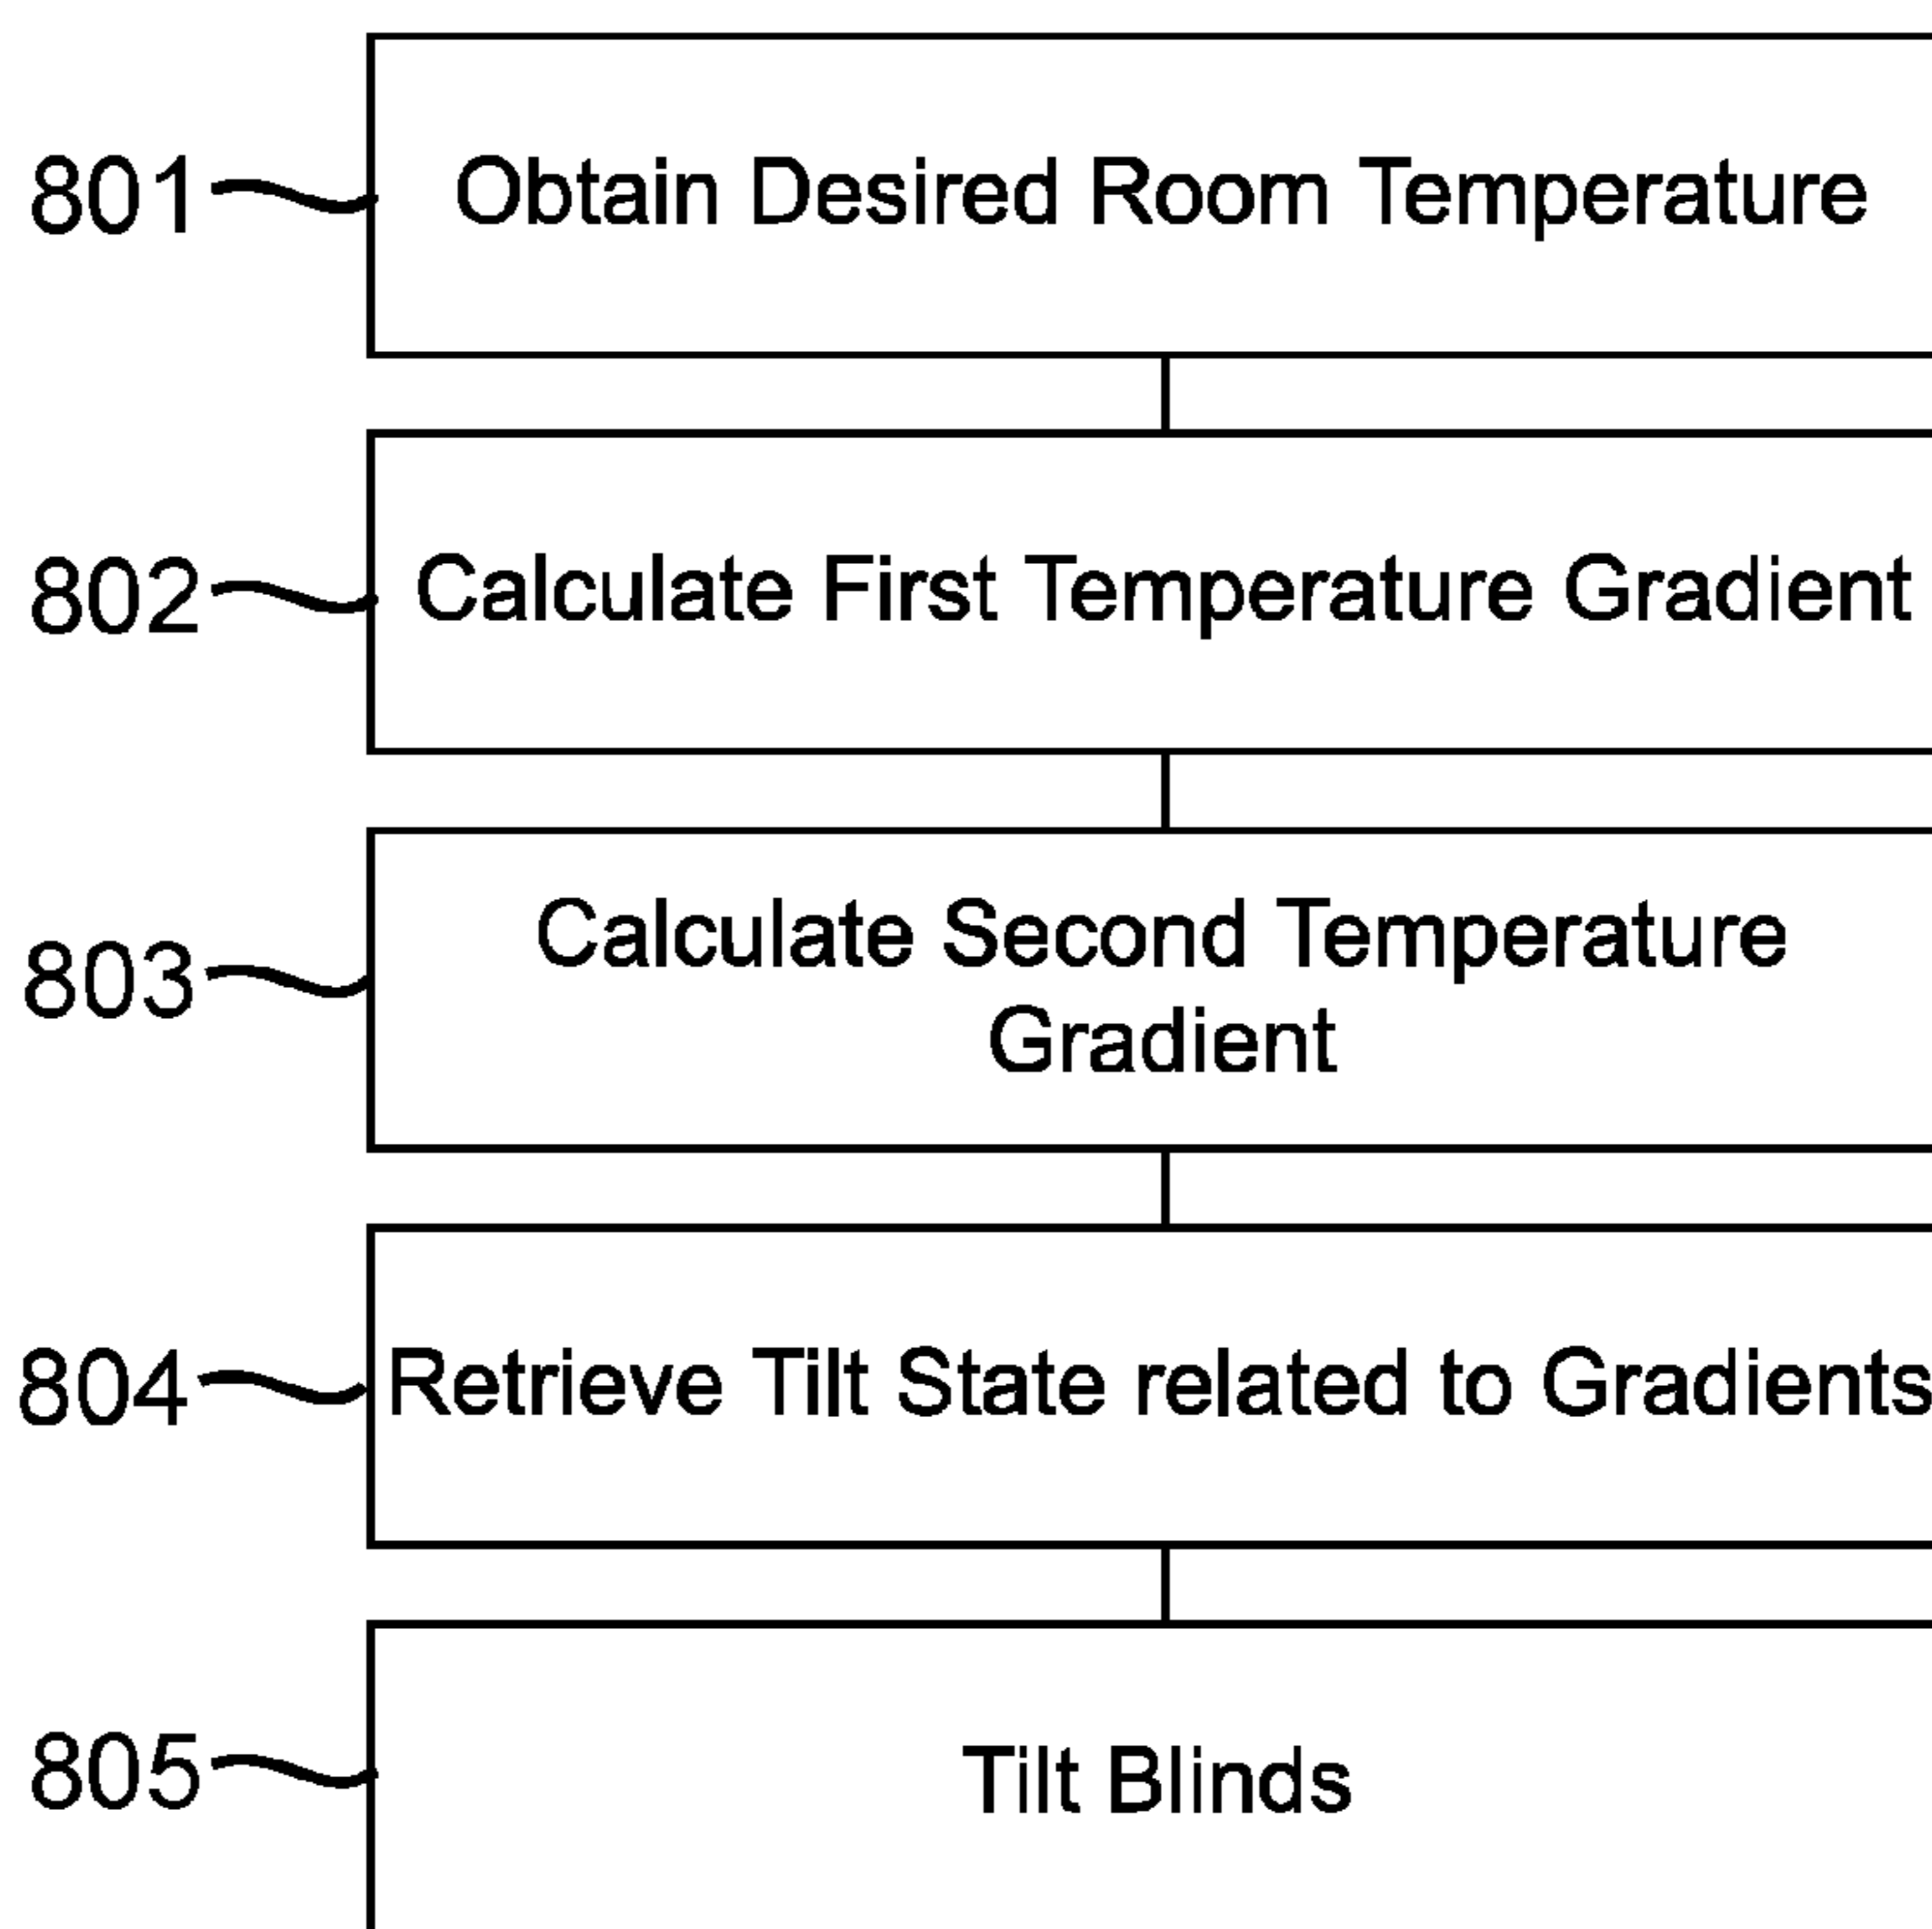 801 Obtain Desired Room Temperature
802 Calculate First Temperature Gradient
803 Calculate Second Temperature
Gradient
804 Retrieve Tilt State related to Gradients
805 Tilt Blinds